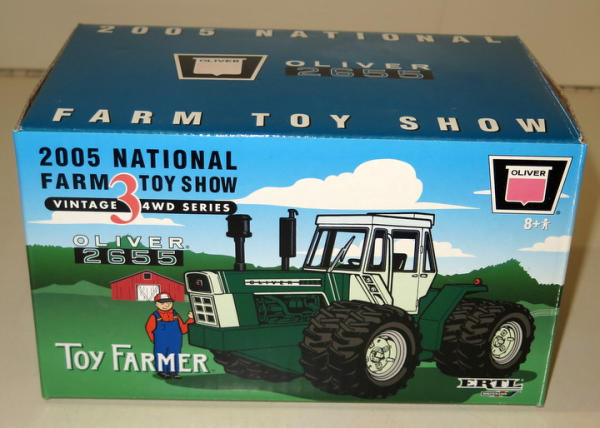 2005 NATIONAL
OLIVER
OLIVER
2655
FARM TOY SHOW
2005 NATIONAL
FARM 3 TOY SHOW
VINTAGE 4WD SERIES
OLIVER
8+
OLIVER
2655
OLIVER
TOY FARMER
ERTL